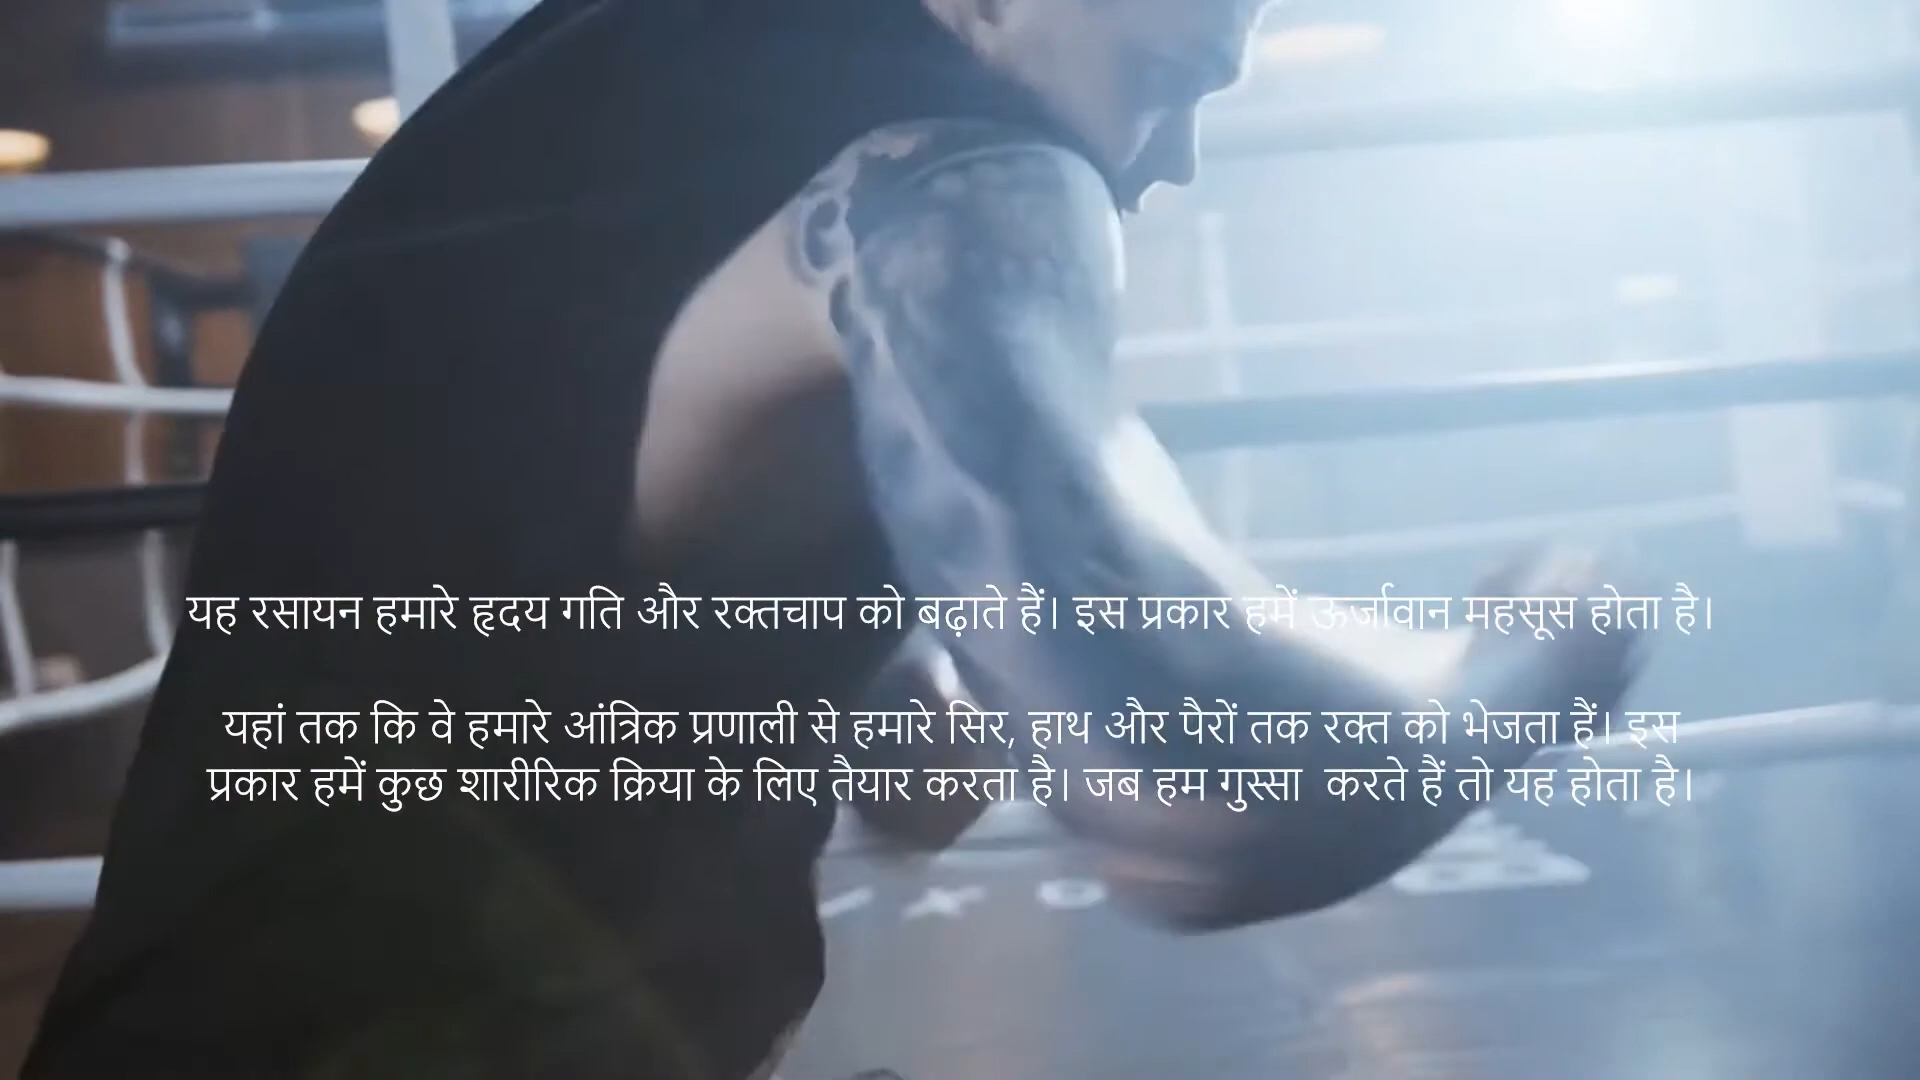 यह रसायन हमारे हृदय गति और रक्तचाप को बढ़ाते हैं। इस प्रकार हमें ऊर्जावान महसूस होता है।
यहां तक कि वे हमारे आंत्रिक प्रणाली से हमारे सिर, हाथ और पैरों तक रक्त को भेजता हैं। इस
प्रकार हमें कुछ शारीरिक क्रिया के लिए तैयार करता है। जब हम गुस्सा  करते हैं तो यह होता है।